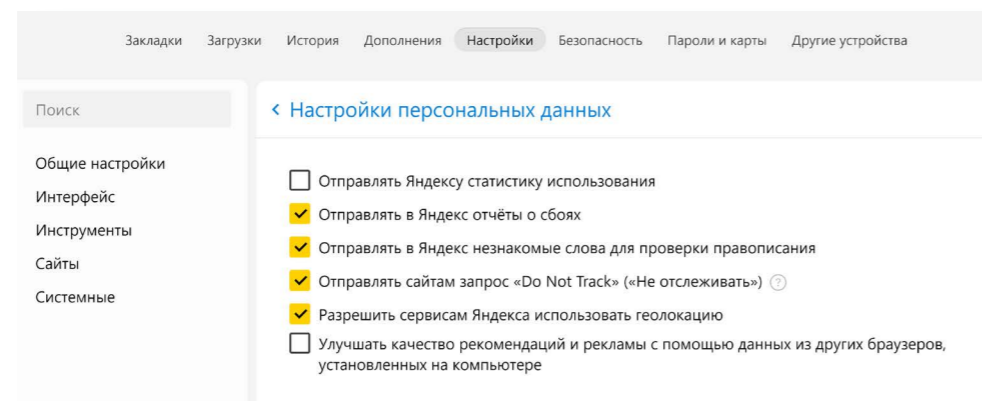 Закладки Загрузки История Дополнения Настройки Безопасность Пароли и карты Другие устройства
Поиск
Общие настройки
Интерфейс
Инструменты
Сайты
Системные
‹ Настройки персональных данных
Отправлять Яндексу статистику использования
Отправлять в Яндекс отчёты о сбоях
Отправлять в Яндекс незнакомые слова для проверки правописания
Отправлять сайтам запрос «Do Not Track» («Не отслеживать») ?
Разрешить сервисам Яндекса использовать геолокацию
Улучшать качество рекомендаций и рекламы с помощью данных из других браузеров,
установленных на компьютере